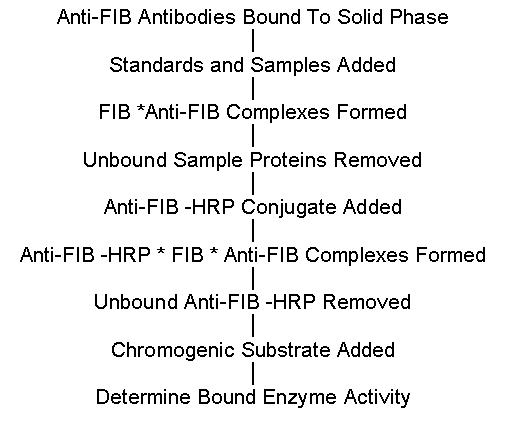 Anti-FIB Antibodies Bound To Solid Phase
Standards and Samples Added
FIB *Anti-FIB Complexes Formed
Unbound Sample Proteins Removed
Anti-FIB -HRP Conjugate Added
Anti-FIB -HRP * FIB * Anti-FIB Complexes Formed
Unbound Anti-FIB -HRP Removed
Chromogenic Substrate Added
Determine Bound Enzyme Activity